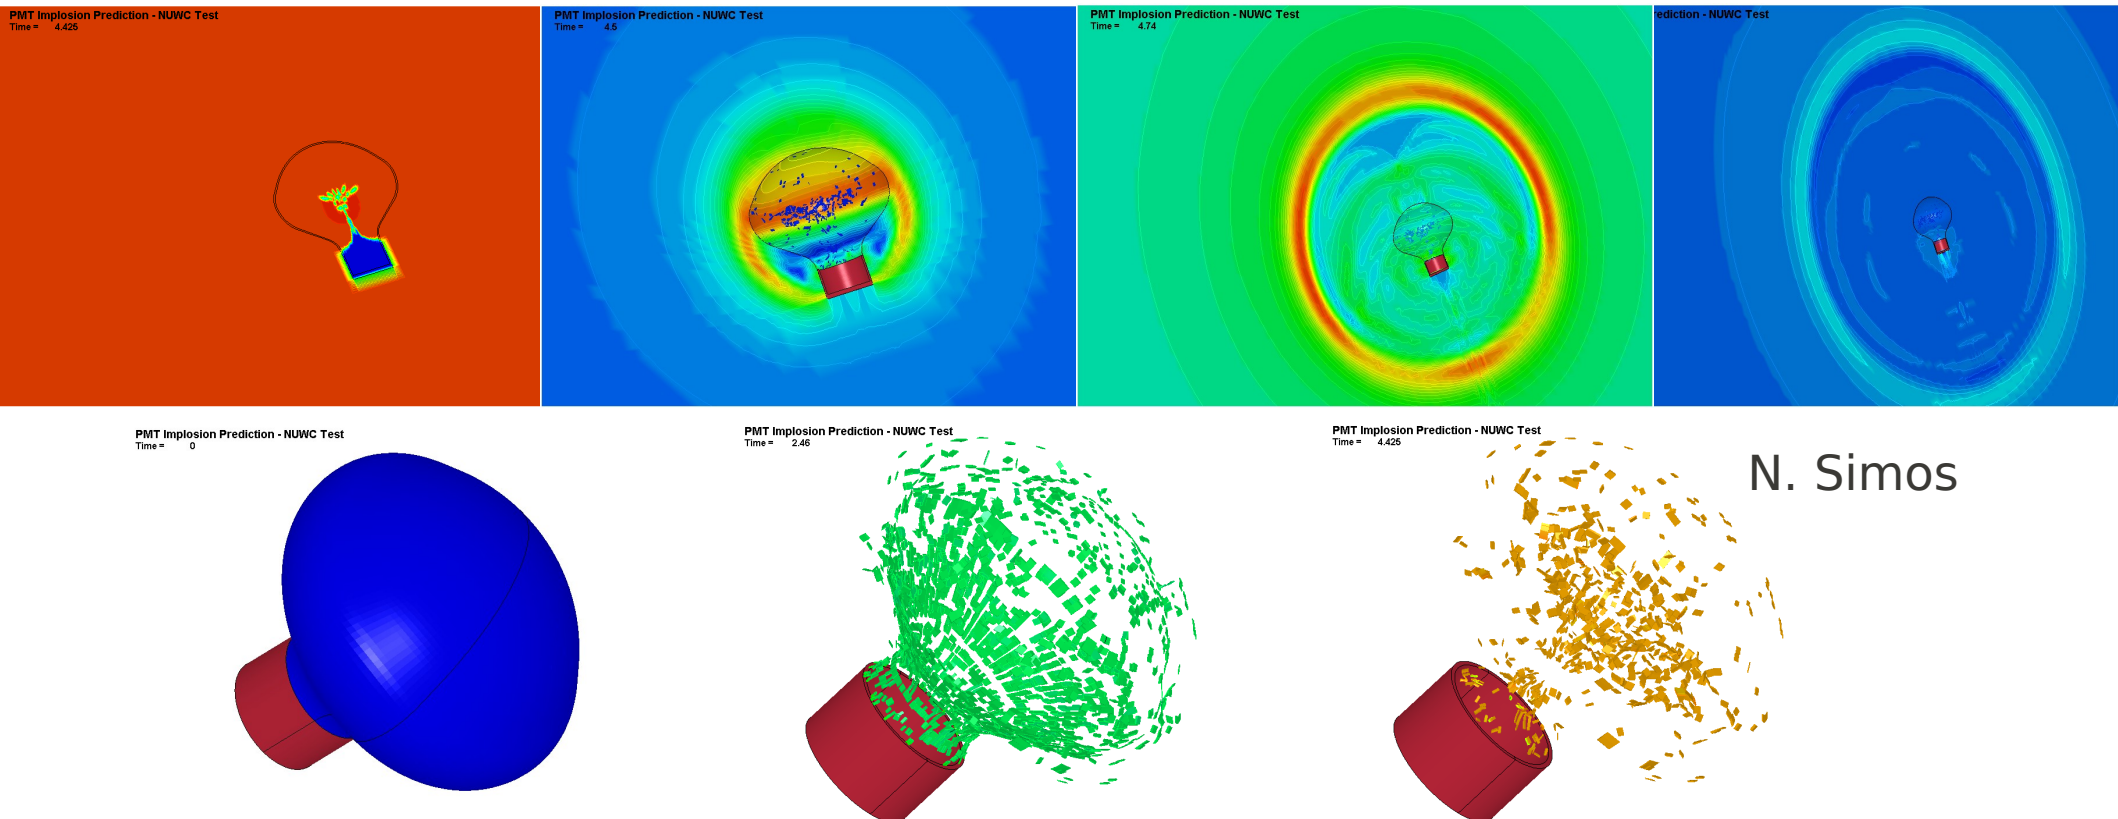 PMT Implosion Prediction - NUWC Test
Time = 4.425
PMT Implosion Prediction - NUWC Test
Time = 4.5
PMT Implosion Prediction - NUWC Test
Time = 4.74
rediction - NUWC Test
PMT Implosion Prediction - NUWC Test
Time = 0
PMT Implosion Prediction - NUWC Test
Time = 2.46
PMT Implosion Prediction - NUWC Test
Time = 4.425
N. Simos